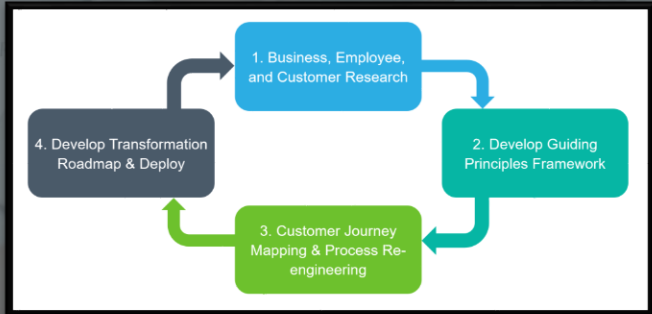 1. Business, Employee,
and Customer Research
2. Develop Guiding
Principles Framework
3. Customer Journey
Mapping & Process Re-
engineering
4. Develop Transformation
Roadmap & Deploy